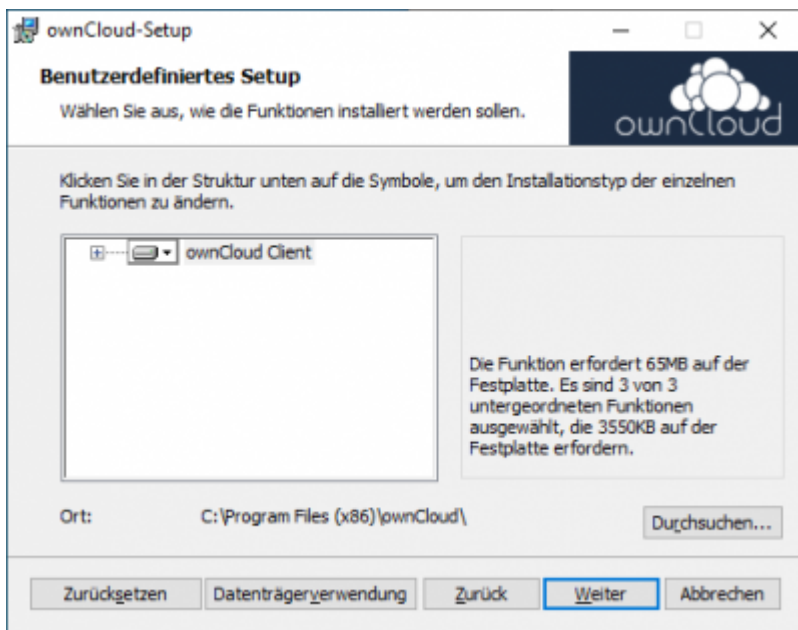 ownCloud-Setup
Benutzerdefiniertes Setup
Wählen Sie aus, wie die Funktionen installiert werden sollen.
ownCloud
Klicken Sie in der Struktur unten auf die Symbole, um den Installationstyp der einzelnen
Funktionen zu ändern.
ownCloud Client
Die Funktion erfordert 65MB auf der
Festplatte. Es sind 3 von 3
untergeordneten Funktionen
ausgewählt, die 3550KB auf der
Festplatte erfordern.
Ort: C:\Program Files (x86)\ownCloud\
Durchsuchen...
Zurücksetzen Datenträgerverwendung Zurück Weiter Abbrechen